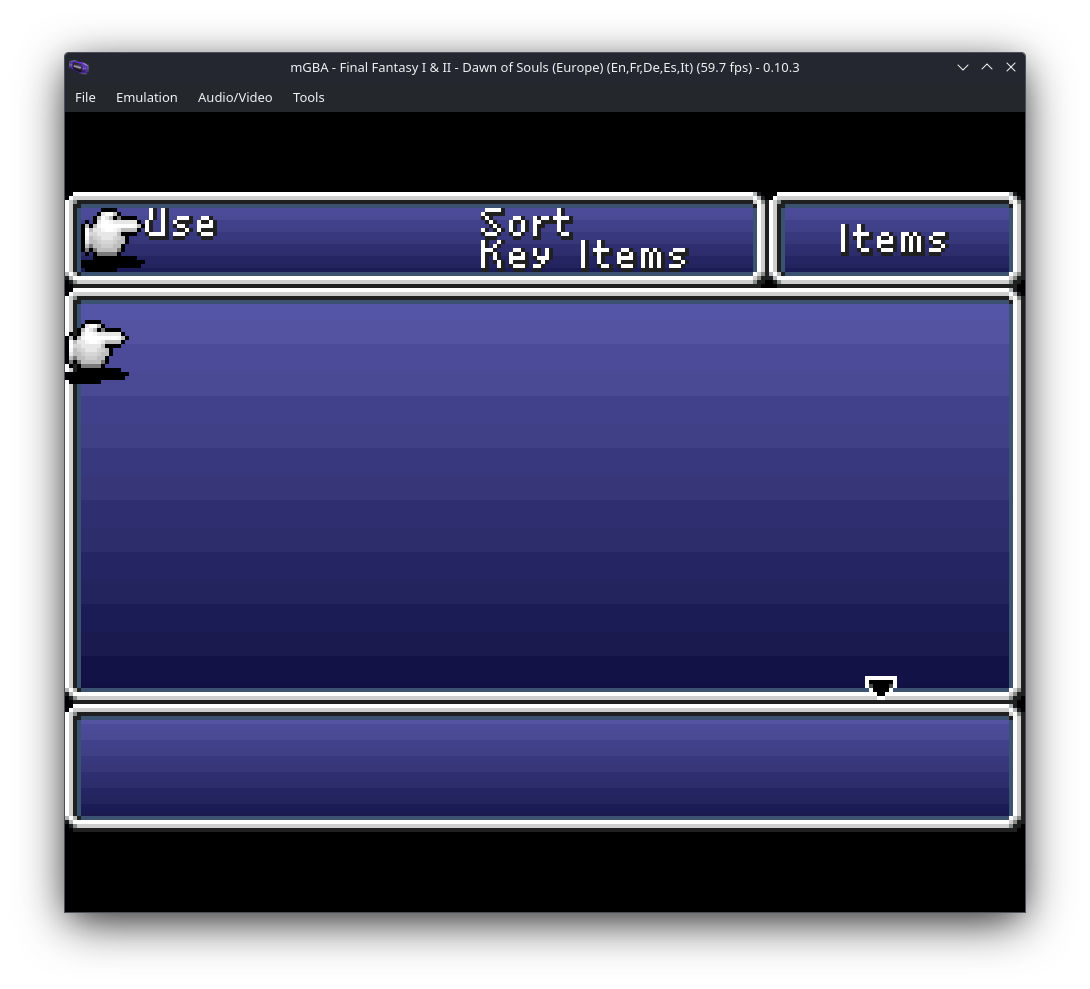 mGBA - Final Fantasy I & II - Dawn of Souls (Europe) (En,Fr,De,Es,It) (59.7 fps) - 0.10.3
File Emulation Audio/Video Tools
Use Sort
Key Items
Items